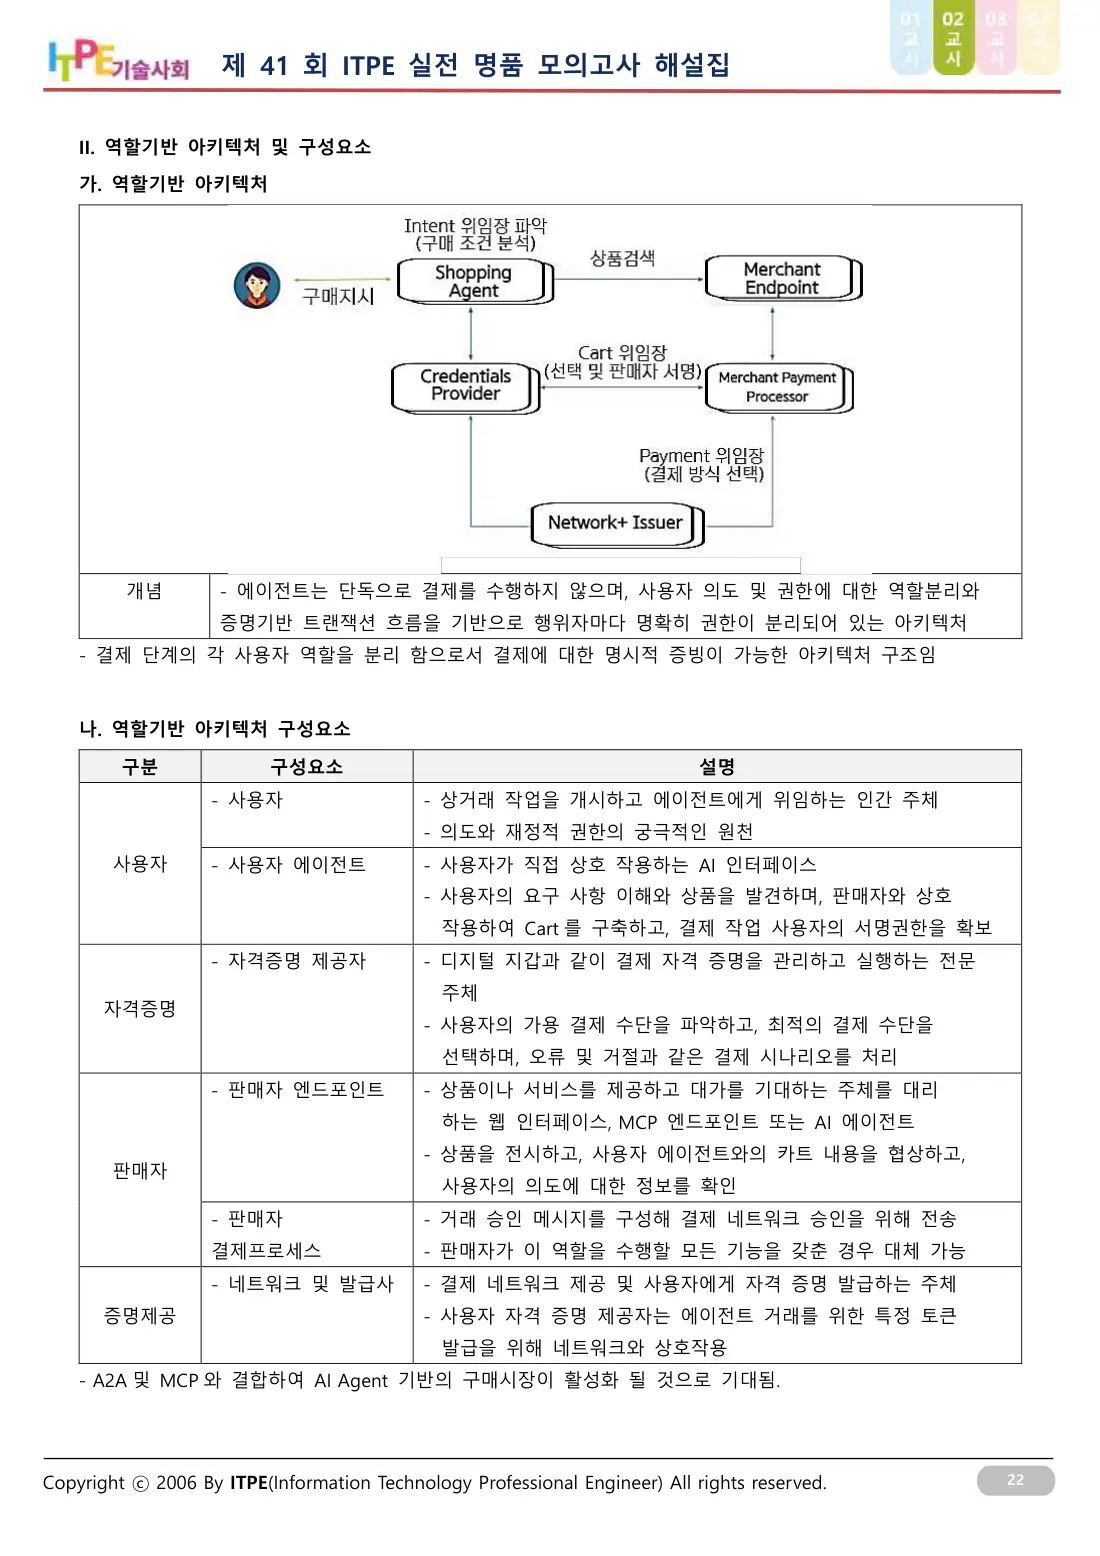 ITPE기술사회
제 41 회 ITPE 실전 명품 모의고사 해설집
01 교시
02 교시
03 교시
04 교시
II. 역할기반 아키텍처 및 구성요소
가. 역할기반 아키텍처
Intent 위임장 파악
(구매 조건 분석)
상품검색
Shopping
Agent
Merchant
Endpoint
구매지시
Cart 위임장
(선택 및 판매자 서명)
Credentials
Provider
Merchant Payment
Processor
Payment 위임장
(결제 방식 선택)
Network+ Issuer
개념
- 에이전트는 단독으로 결제를 수행하지 않으며, 사용자 의도 및 권한에 대한 역할분리와
증명기반 트랜잭션 흐름을 기반으로 행위자마다 명확히 권한이 분리되어 있는 아키텍처
- 결제 단계의 각 사용자 역할을 분리 함으로서 결제에 대한 명시적 증빙이 가능한 아키텍처 구조임
나. 역할기반 아키텍처 구성요소
구분 구성요소 설명
사용자
- 사용자
- 상거래 작업을 개시하고 에이전트에게 위임하는 인간 주체
- 의도와 재정적 권한의 궁극적인 원천
- 사용자 에이전트
- 사용자가 직접 상호 작용하는 AI 인터페이스
- 사용자의 요구 사항 이해와 상품을 발견하며, 판매자와 상호
작용하여 Cart 를 구축하고, 결제 작업 사용자의 서명권한을 확보
자격증명
- 자격증명 제공자
- 디지털 지갑과 같이 결제 자격 증명을 관리하고 실행하는 전문
주체
- 사용자의 가용 결제 수단을 파악하고, 최적의 결제 수단을
선택하며, 오류 및 거절과 같은 결제 시나리오를 처리
판매자
- 판매자 엔드포인트
- 상품이나 서비스를 제공하고 대가를 기대하는 주체를 대리
하는 웹 인터페이스, MCP 엔드포인트 또는 AI 에이전트
- 상품을 전시하고, 사용자 에이전트와의 카트 내용을 협상하고,
사용자의 의도에 대한 정보를 확인
- 판매자
결제프로세스
- 거래 승인 메시지를 구성해 결제 네트워크 승인을 위해 전송
- 판매자가 이 역할을 수행할 모든 기능을 갖춘 경우 대체 가능
증명제공
- 네트워크 및 발급사
- 결제 네트워크 제공 및 사용자에게 자격 증명 발급하는 주체
- 사용자 자격 증명 제공자는 에이전트 거래를 위한 특정 토큰
발급을 위해 네트워크와 상호작용
- A2A 및 MCP 와 결합하여 AI Agent 기반의 구매시장이 활성화 될 것으로 기대됨.
Copyright ⓒ 2006 By ITPE(Information Technology Professional Engineer) All rights reserved.
22